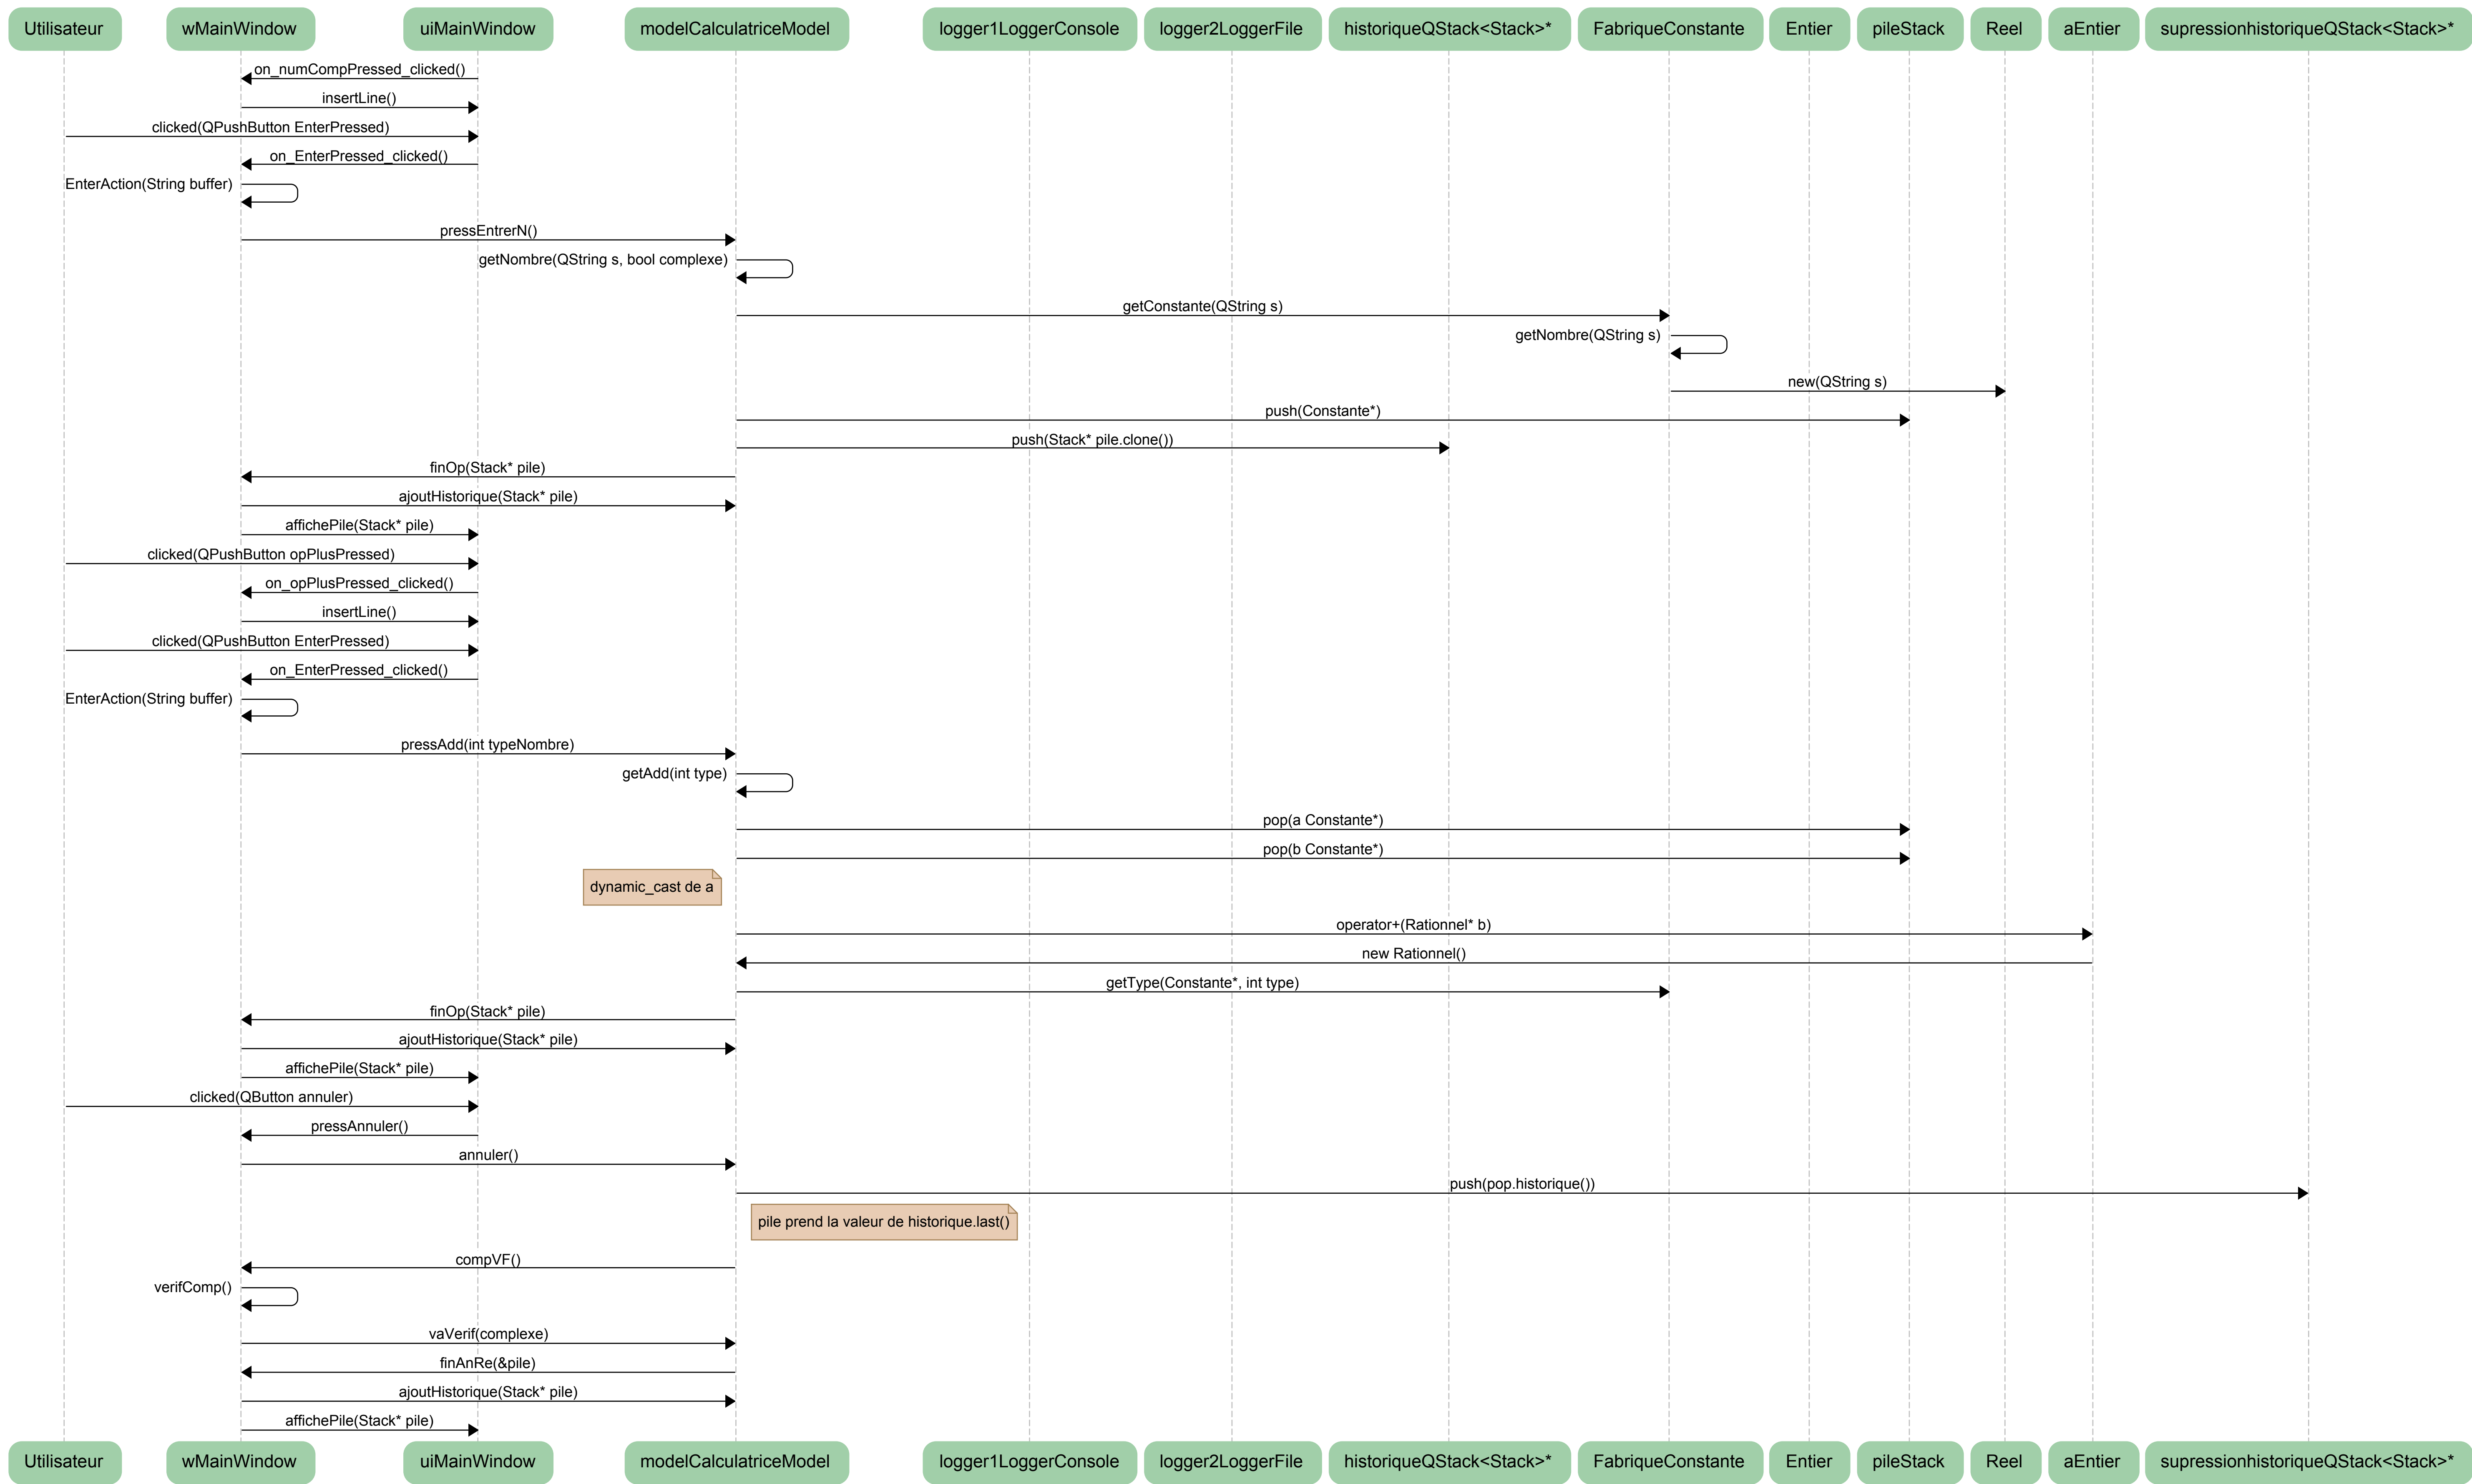 Utilisateur
wMainWindow
uiMainWindow
modelCalculatriceModel
logger1LoggerConsole
logger2LoggerFile
historiqueQStack<Stack>*
FabriqueConstante
Entier
pileStack
Reel
aEntier
supressionhistoriqueQStack<Stack>*
on_numCompPressed_clicked()
insertLine()
clicked(QPushButton EnterPressed)
on_EnterPressed_clicked()
EnterAction(String buffer)
pressEntrerN()
getNombre(QString s, bool complexe)
getConstante(QString s)
getNombre(QString s)
new(QString s)
push(Constante*)
push(Stack* pile.clone())
finOp(Stack* pile)
ajoutHistorique(Stack* pile)
affichePile(Stack* pile)
clicked(QPushButton opPlusPressed)
on_opPlusPressed_clicked()
insertLine()
clicked(QPushButton EnterPressed)
on_EnterPressed_clicked()
EnterAction(String buffer)
pressAdd(int typeNombre)
getAdd(int type)
pop(a Constante*)
pop(b Constante*)
dynamic_cast de a
operator+(Rationnel* b)
new Rationnel()
getType(Constante*, int type)
finOp(Stack* pile)
ajoutHistorique(Stack* pile)
affichePile(Stack* pile)
clicked(QButton annuler)
pressAnnuler()
annuler()
push(pop.historique())
pile prend la valeur de historique.last()
compVF()
verifComp()
vaVerif(complexe)
finAnRe(&pile)
ajoutHistorique(Stack* pile)
affichePile(Stack* pile)
Utilisateur
wMainWindow
uiMainWindow
modelCalculatriceModel
logger1LoggerConsole
logger2LoggerFile
historiqueQStack<Stack>*
FabriqueConstante
Entier
pileStack
Reel
aEntier
supressionhistoriqueQStack<Stack>*